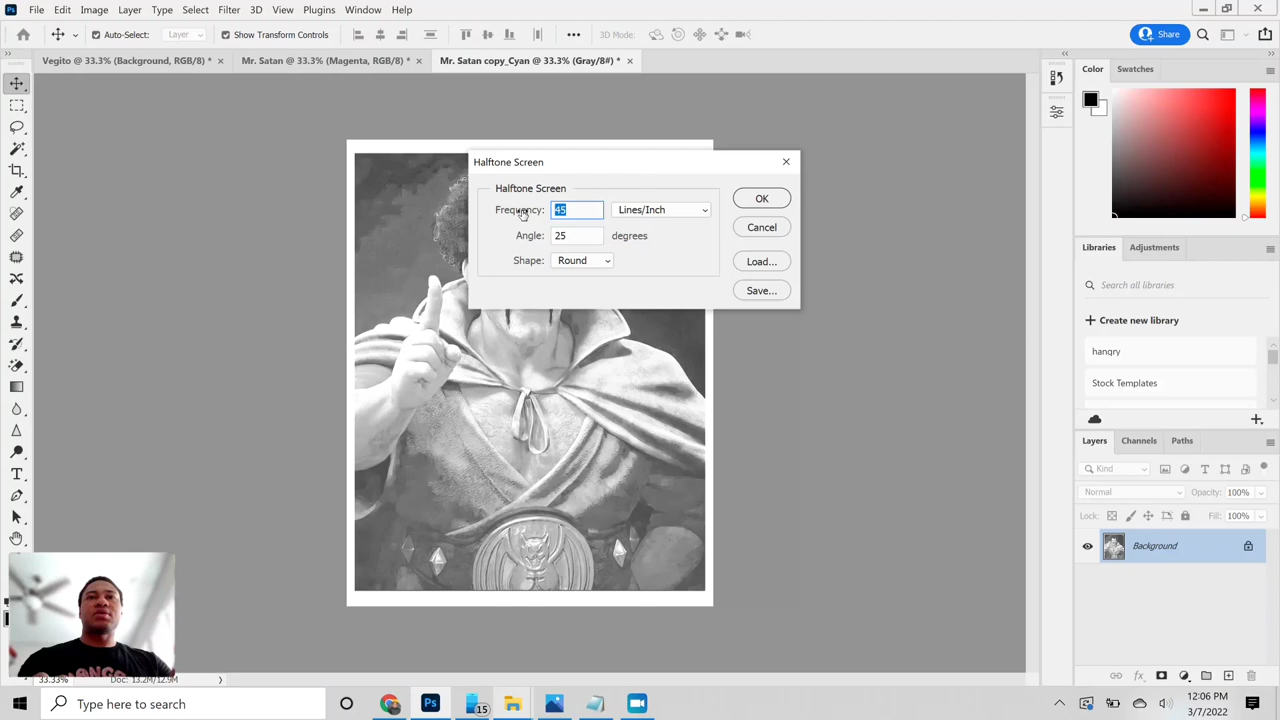 Ps File Edit Image Layer Type Select Filter 3D View Plugins Window Help
Auto-Select: Layer Show Transform Controls 3D Mode: Share
Vegito @ 33.3% (Background, RGB/8) * × Mr. Satan @ 33.3% (Magenta, RGB/8) * × Mr. Satan copy_Cyan @ 33.3% (Gray/8#) * ×
Color Swatches
Halftone Screen
Halftone Screen
Frequency: 45 Lines/Inch
Angle: 25 degrees
Shape: Round
OK
Cancel
Load...
Save...
Libraries Adjustments
Search all libraries
+ Create new library
hangry
Stock Templates
Layers Channels Paths
Kind
Normal Opacity: 100%
Lock: Fill: 100%
Background
33.33% Doc: 13.2M/12.9M
Type here to search
Ps
15
12:06 PM
3/7/2022